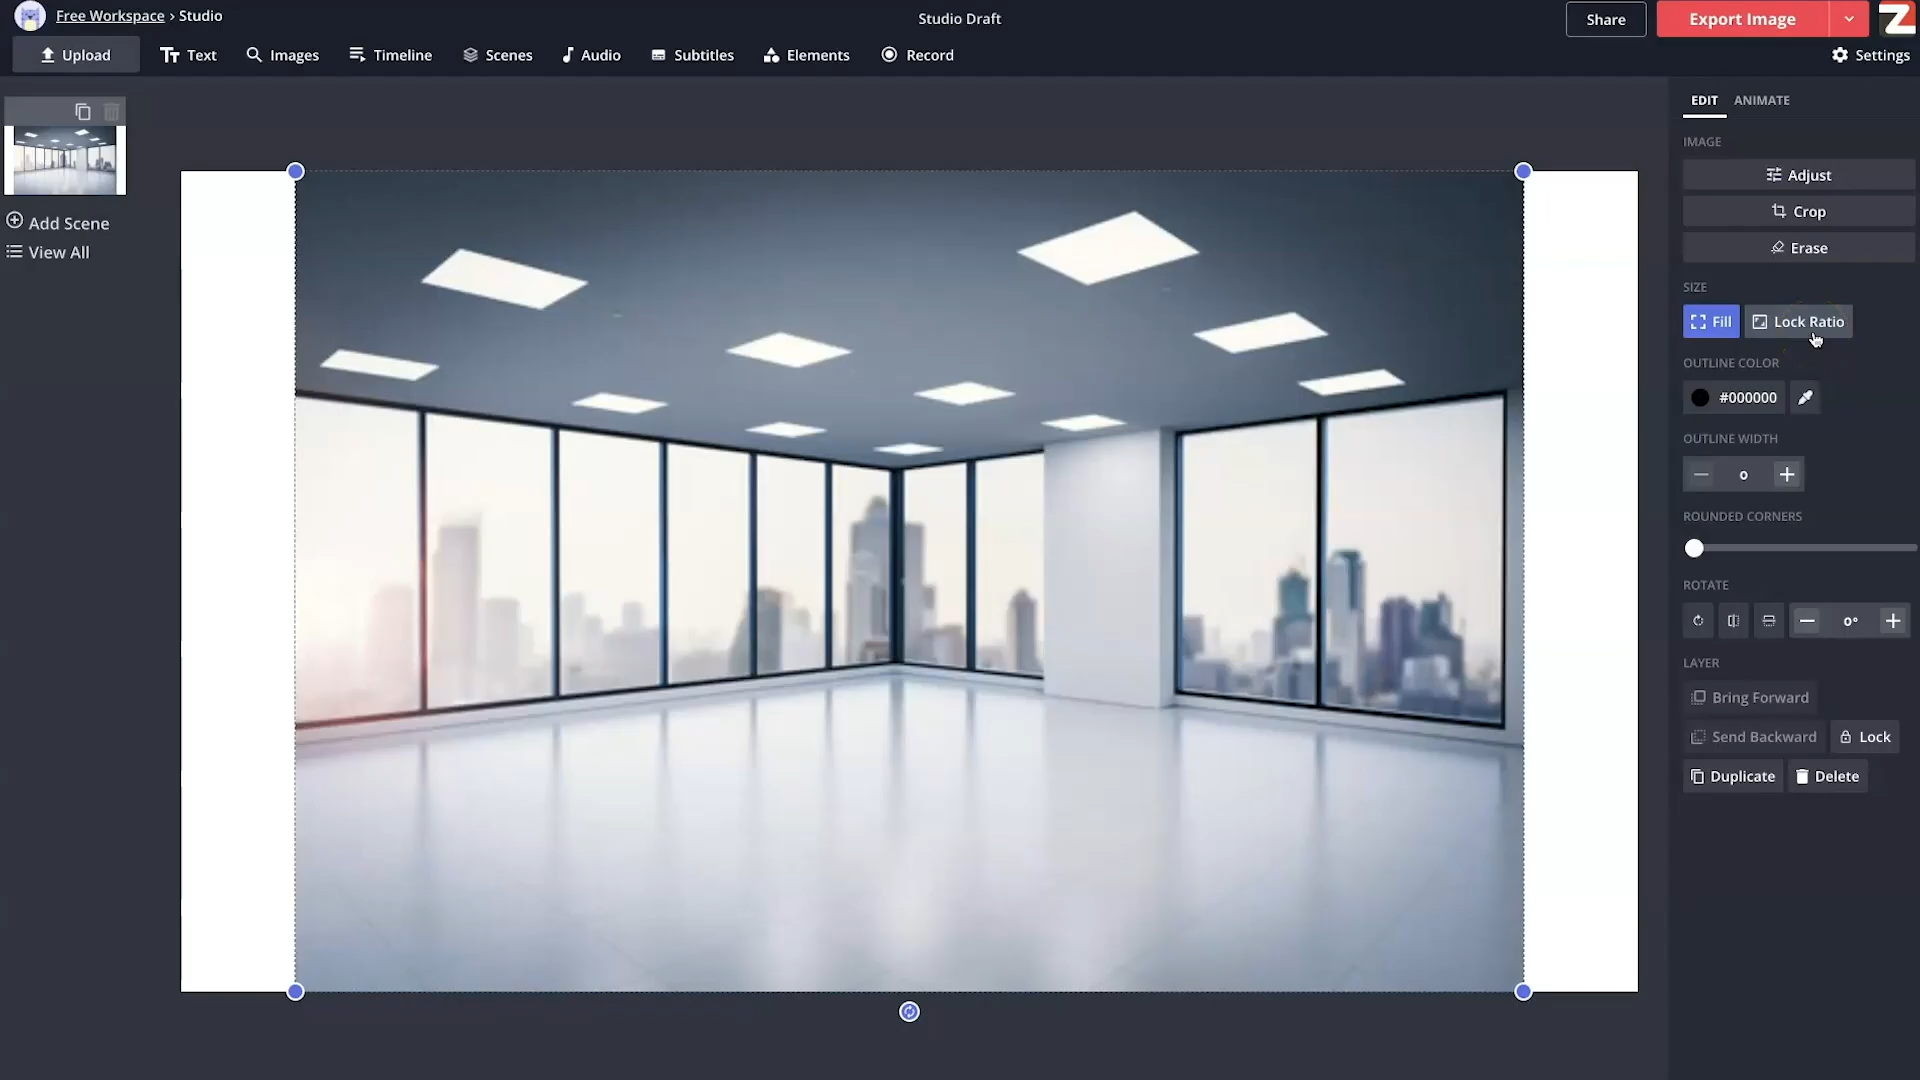 Free Workspace › Studio
Studio Draft
Share
Export Image
Upload
Text
Images
Timeline
Scenes
Audio
Subtitles
Elements
Record
Settings
Add Scene
View All
EDIT
ANIMATE
IMAGE
Adjust
Crop
Erase
SIZE
Fill
Lock Ratio
OUTLINE COLOR
#000000
OUTLINE WIDTH
0
ROUNDED CORNERS
ROTATE
0°
LAYER
Bring Forward
Send Backward
Lock
Duplicate
Delete